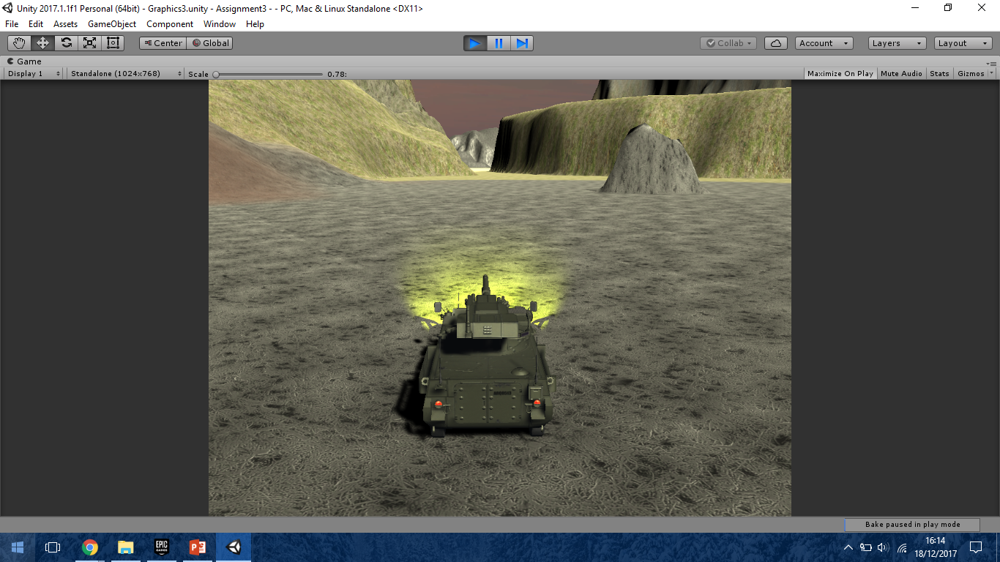 Unity 2017.1.1f1 Personal (64bit) - Graphics3.unity - Assignment3 - - PC, Mac & Linux Standalone <DX11>
File Edit Assets GameObject Component Window Help
Center Global Collab Account Layers Layout
Game
Display 1 Standalone (1024x768) Scale 0.78: Maximize On Play Mute Audio Stats Gizmos
Bake paused in play mode
EPIC GAMES
16:14
18/12/2017